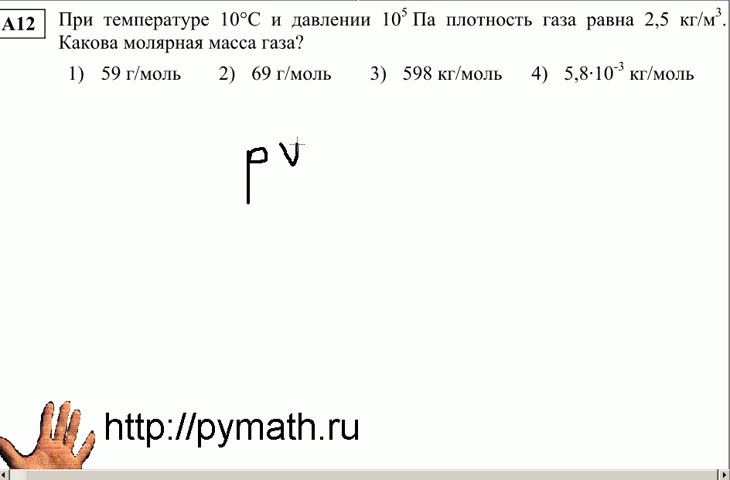 А12 При температуре 10°С и давлении 10⁵ Па плотность газа равна 2,5 кг/м³.
Какова молярная масса газа?
1) 59 г/моль 2) 69 г/моль 3) 598 кг/моль 4) 5,8·10⁻³ кг/моль
pV
http://pymath.ru